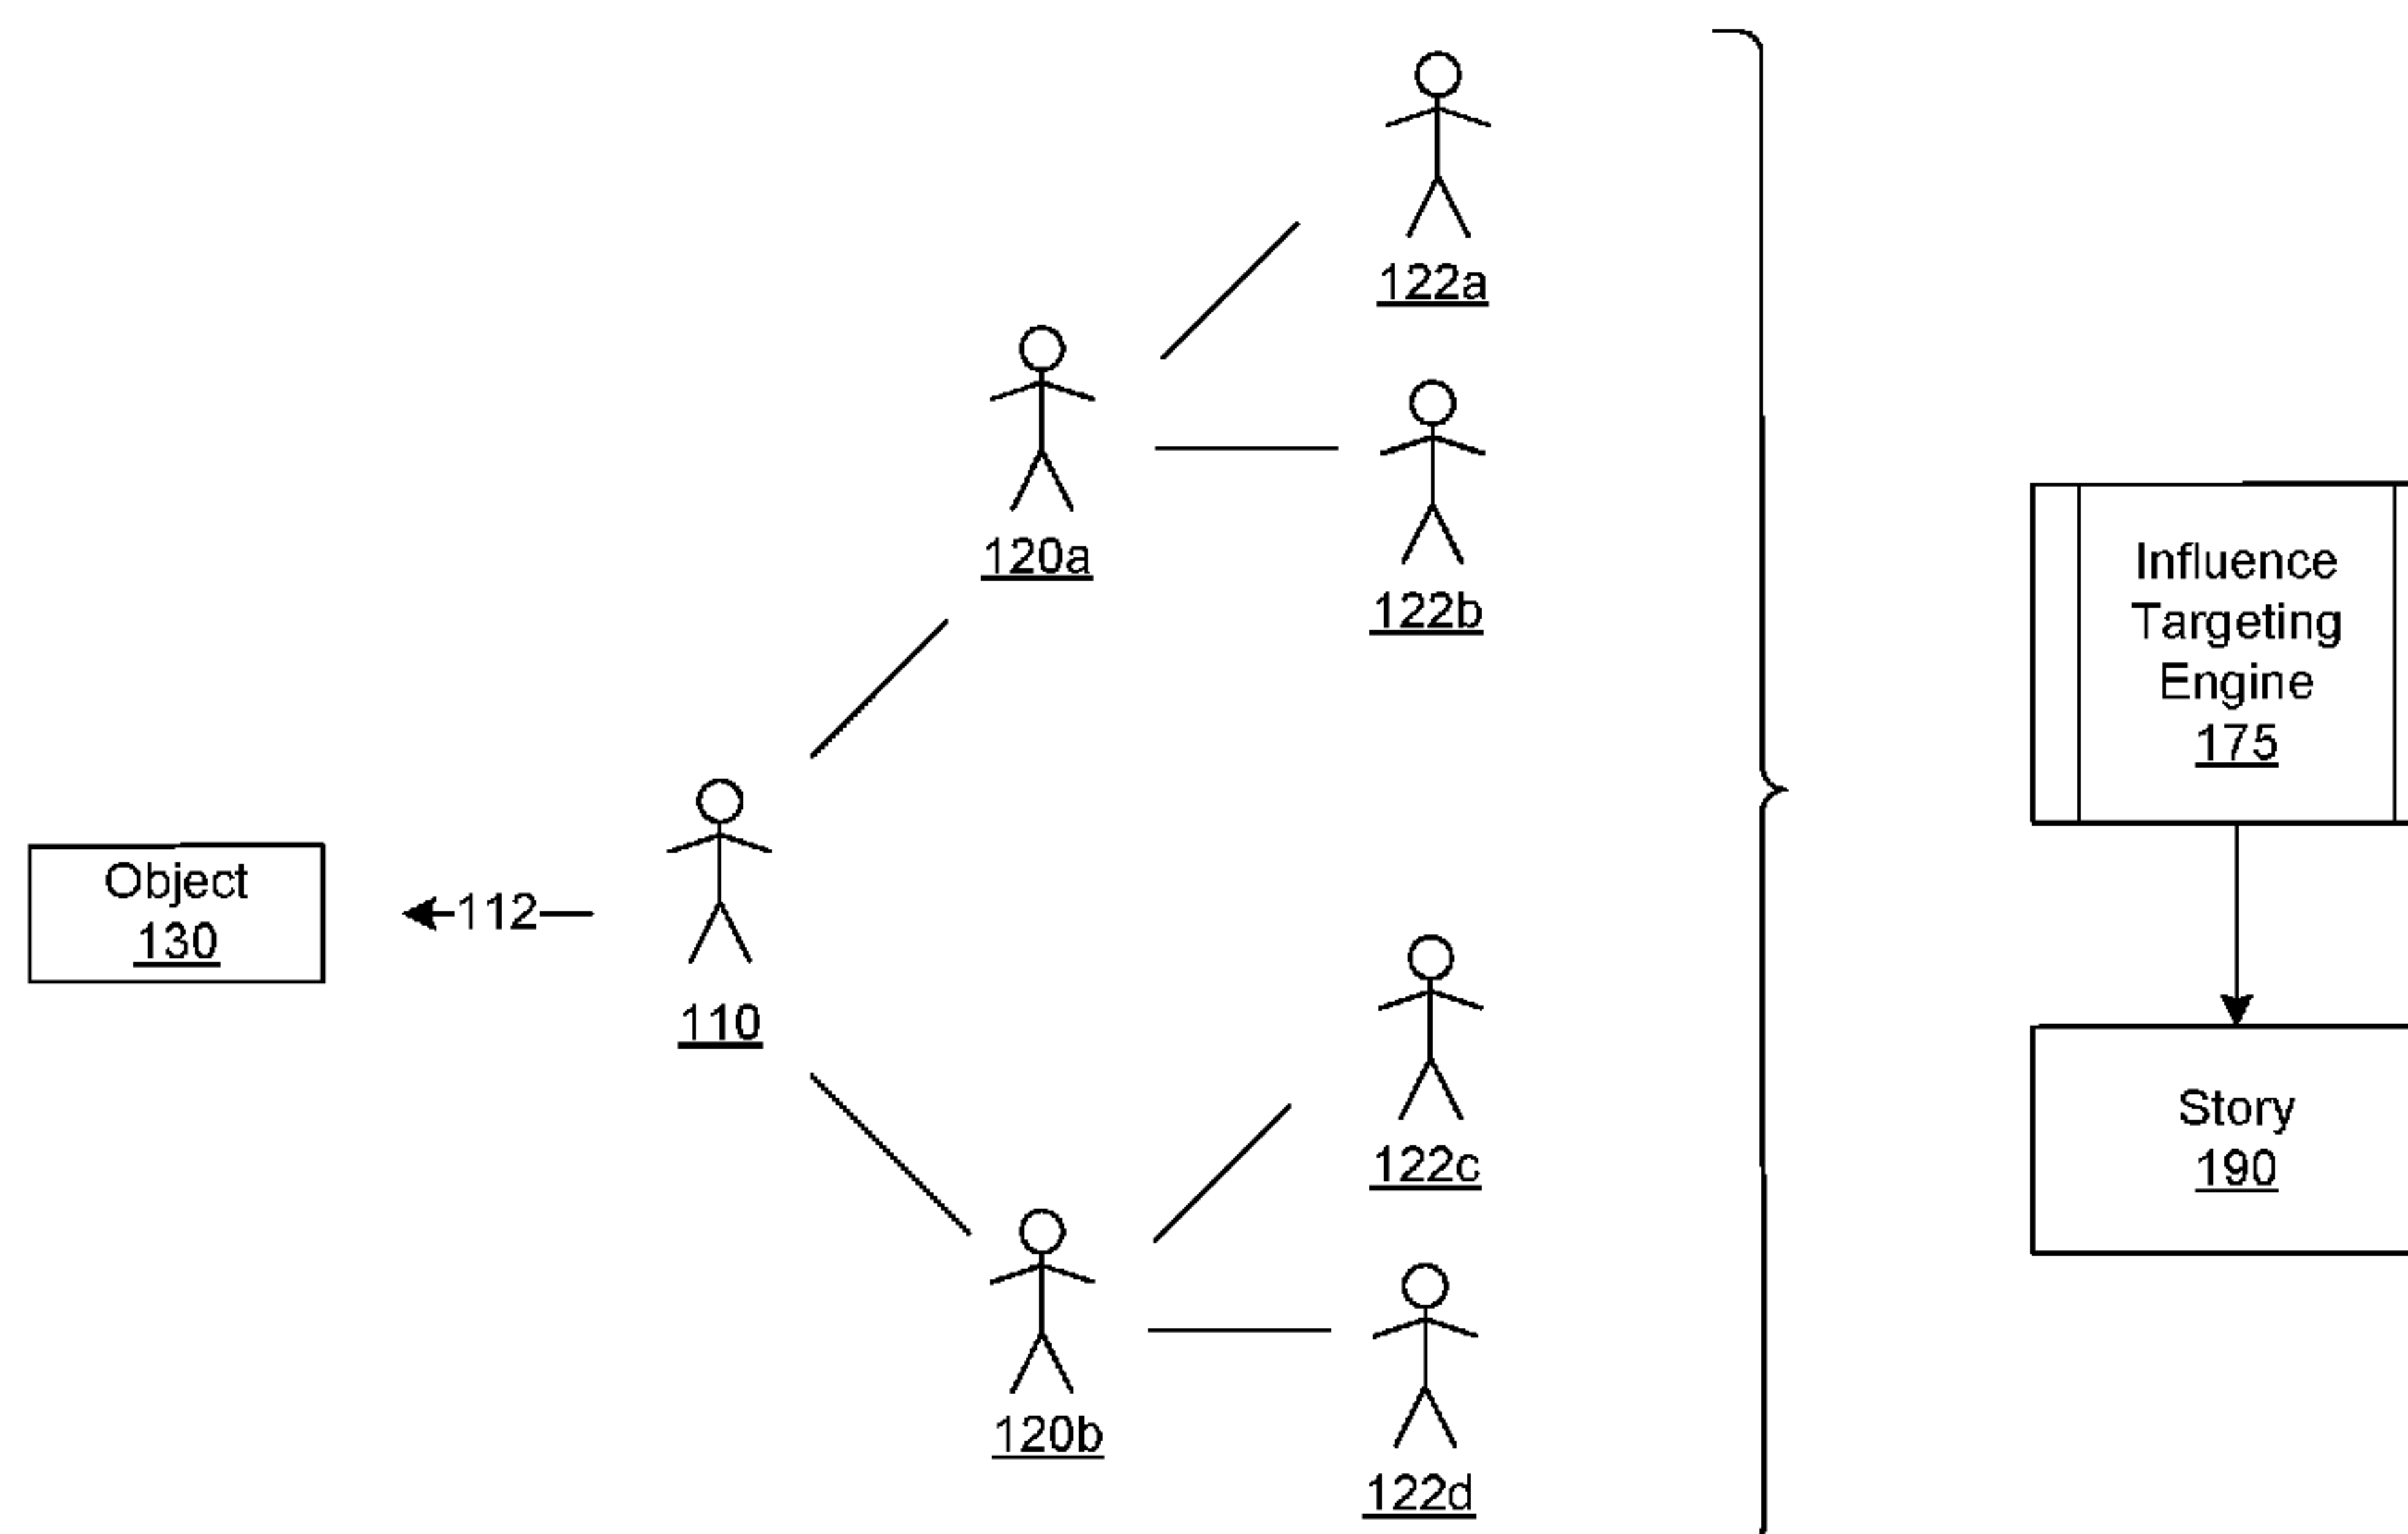 122a
120a
122b
Influence
Targeting
Engine
175
Object
130
112
110
122c
Story
190
120b
122d